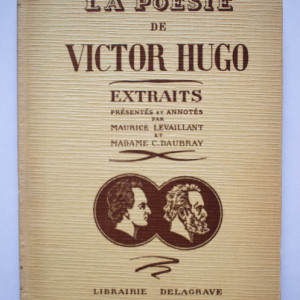 LA POÉSIE
DE
VICTOR HUGO
EXTRAITS
PRÉSENTÉS ET ANNOTÉS
PAR
MAURICE LEVAILLANT
ET
MADAME C. DAUBRAY
LIBRAIRIE DELAGRAVE